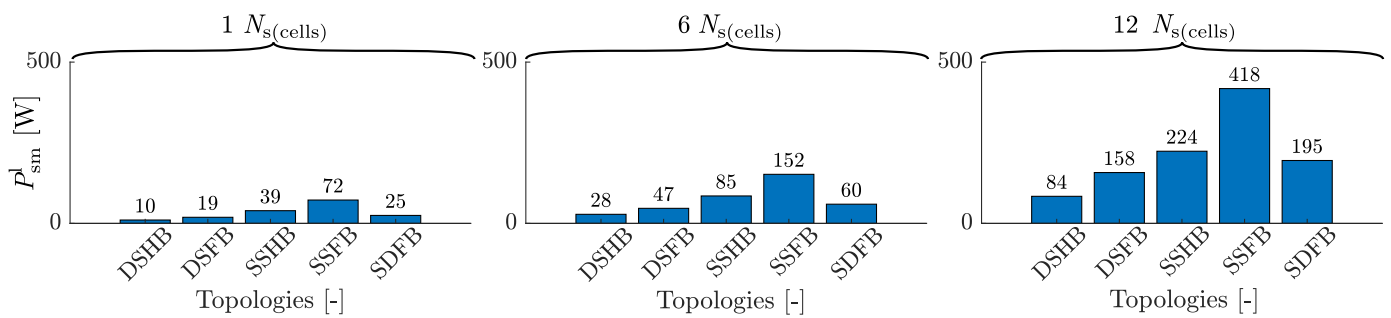 1 N_s(cells)
6 N_s(cells)
12 N_s(cells)
P^l_sm [W]
500
0
10
19
39
72
25
DSHB
DSFB
SSHB
SSFB
SDFB
Topologies [-]
500
0
28
47
85
152
60
DSHB
DSFB
SSHB
SSFB
SDFB
Topologies [-]
500
0
84
158
224
418
195
DSHB
DSFB
SSHB
SSFB
SDFB
Topologies [-]